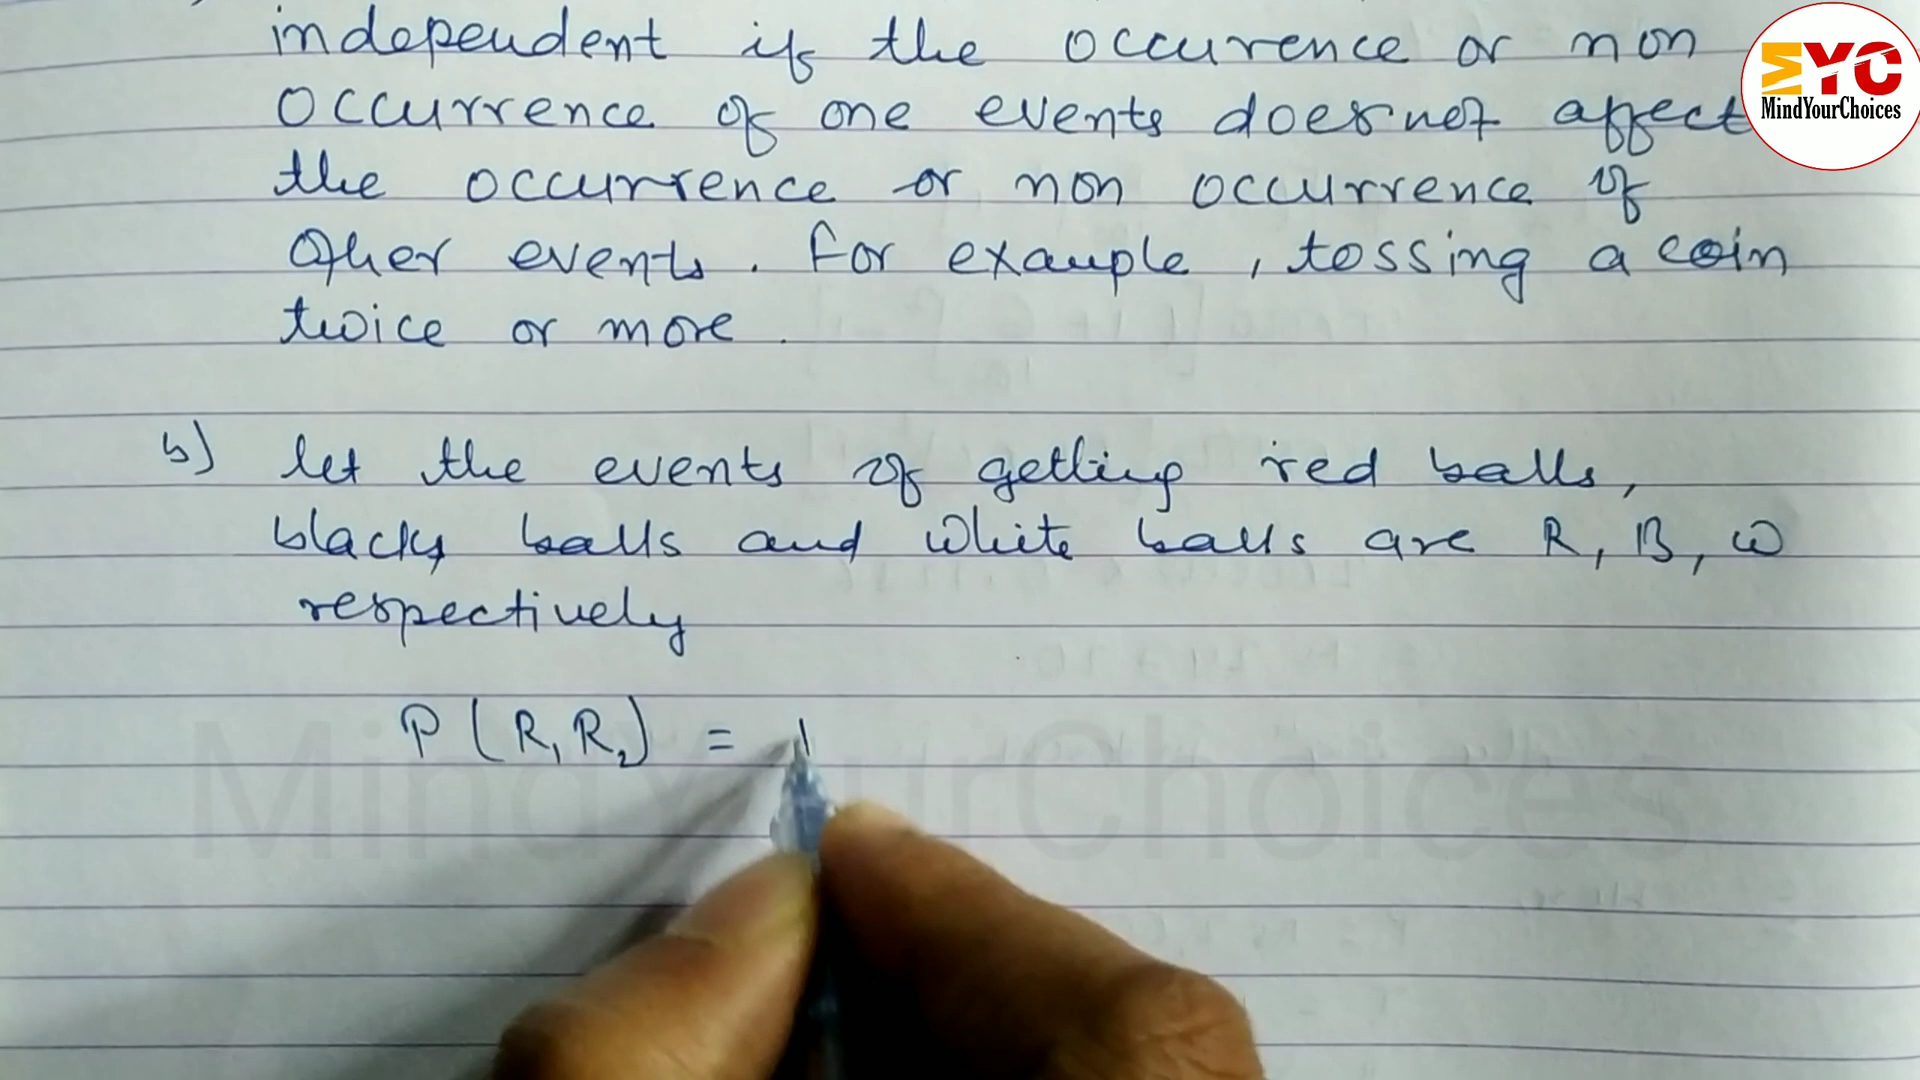 independent if the occurence or non
occurrence of one events doesnot affect
the occurrence or non occurrence of
other events. For example, tossing a coin
twice or more.
b) let the events of getting red balls,
black balls and white balls are R, B, W
respectively
P(R₁R₂) = 1
MYC
MindYourChoices
MindYourChoices